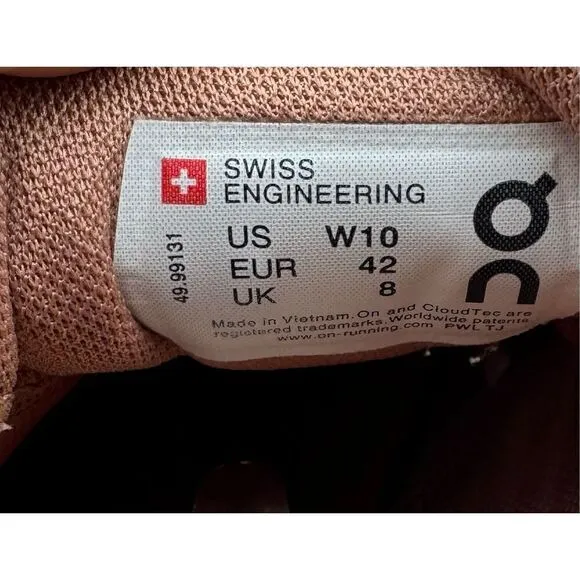 SWISS
ENGINEERING
US W10
EUR 42
UK 8
49.99131
Made in Vietnam.On and CloudTec are
registered trademarks.Worldwide patents
www.on-running.com PWL TJ